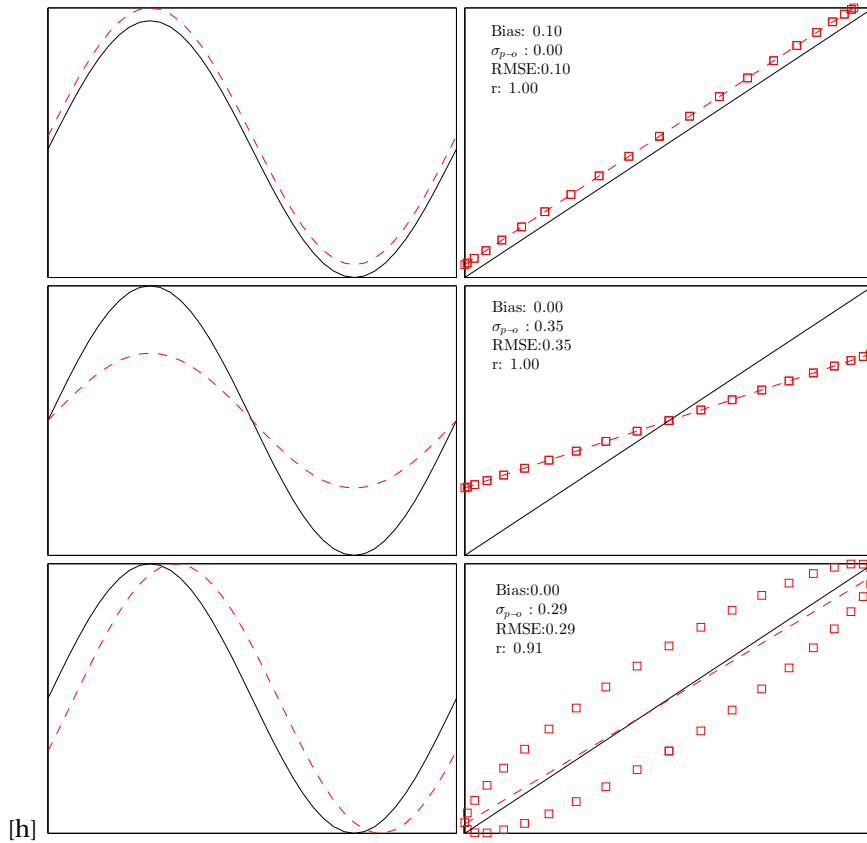 Bias: 0.10
σp−o : 0.00
RMSE:0.10
r: 1.00
Bias: 0.00
σp−o : 0.35
RMSE:0.35
r: 1.00
Bias:0.00
σp−o : 0.29
RMSE:0.29
r: 0.91
[h]